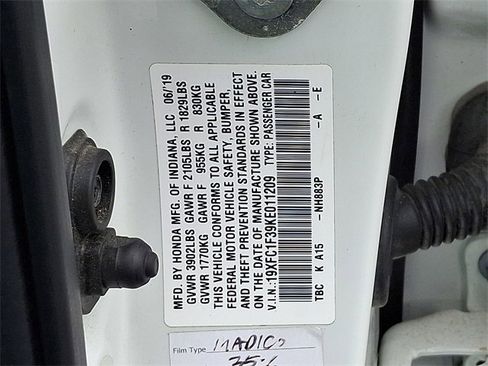 MFD. BY HONDA MFG. OF INDIANA, LLC 06/19
GVWR 3902LBS GAWR F 2105LBS R 1829LBS
GVWR 1770KG GAWR F 955KG R 830KG
THIS VEHICLE CONFORMS TO ALL APPLICABLE
FEDERAL MOTOR VEHICLE SAFETY, BUMPER,
AND THEFT PREVENTION STANDARDS IN EFFECT
ON THE DATE OF MANUFACTURE SHOWN ABOVE.
V.I.N.:19XFC1F39KE011209 TYPE: PASSENGER CAR
TBC K A15 -NH883P -A -E
Film Type